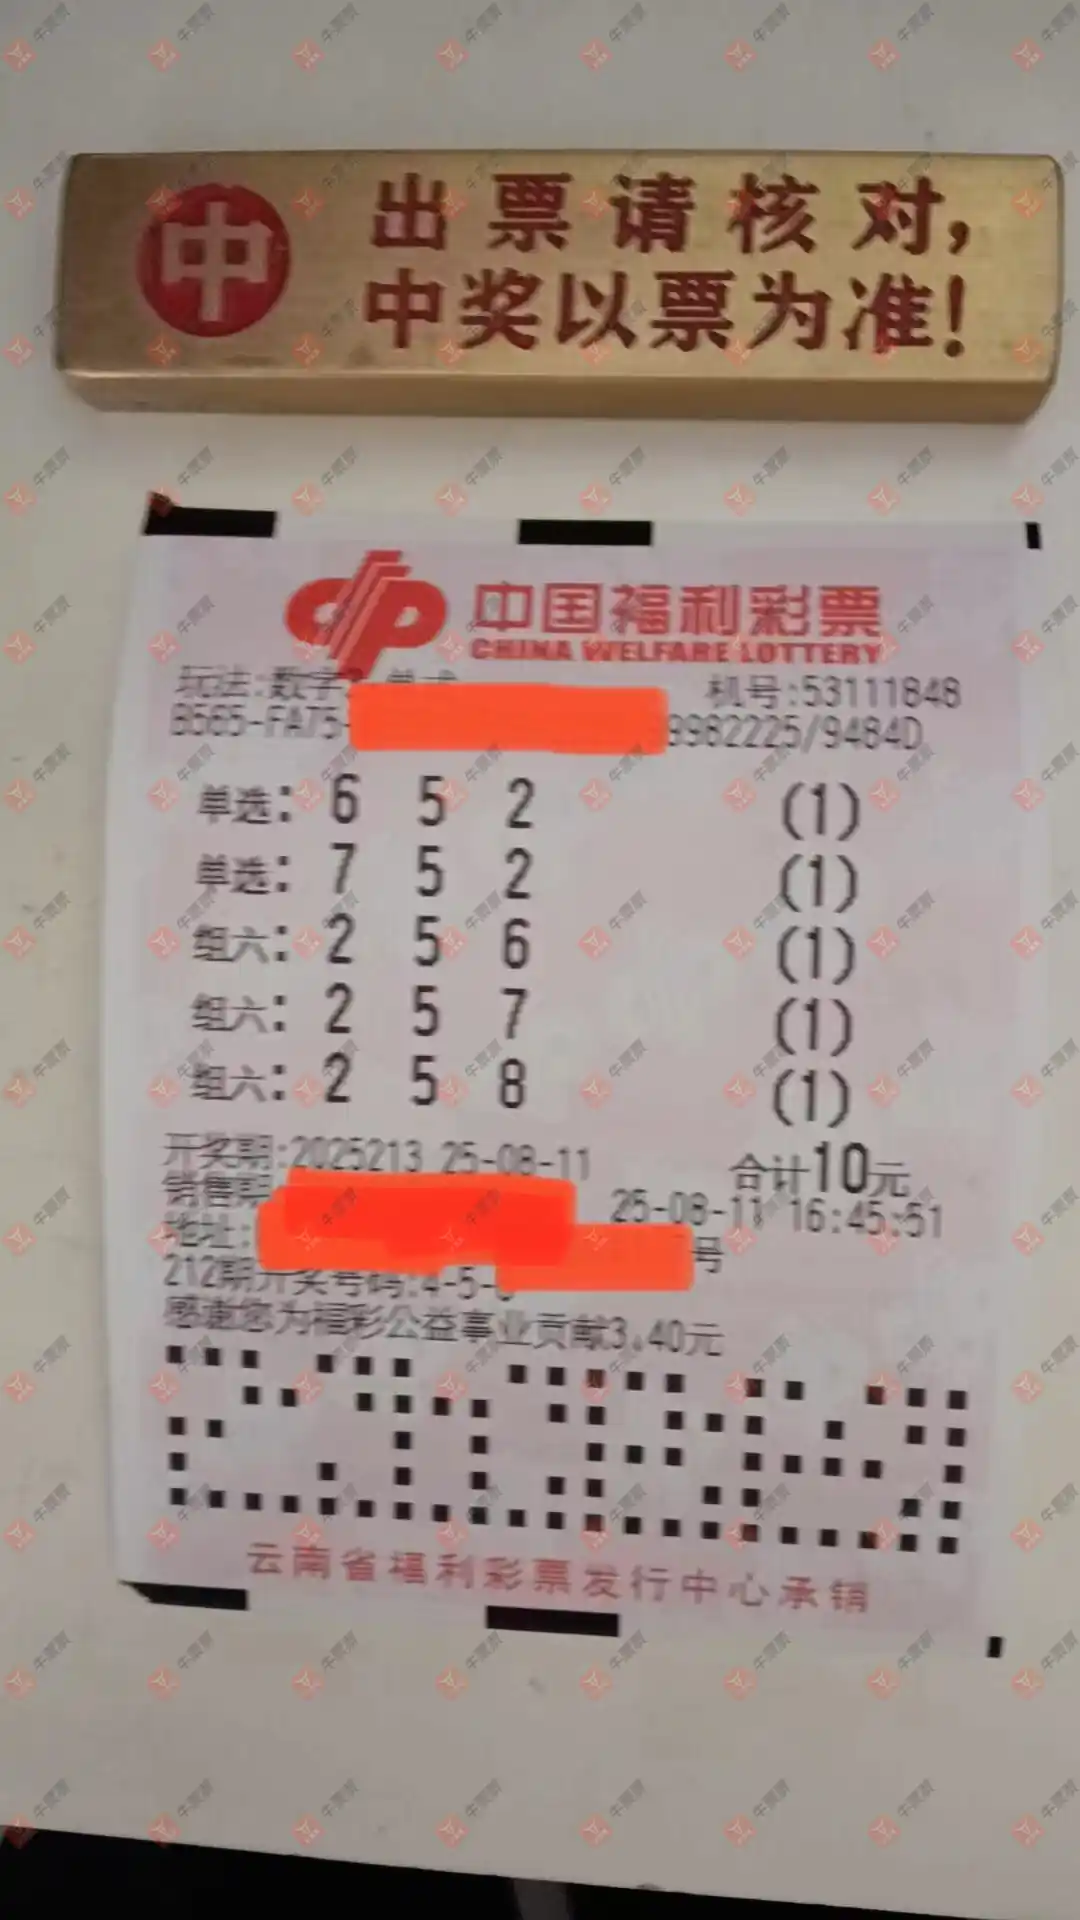 中
出票请核对,
中奖以票为准!
中国福利彩票
CHINA WELFARE LOTTERY
玩法:数字 单式 机号:53111848
B565-FA75- 9982225/9484D
单选: 6 5 2 (1)
单选: 7 5 2 (1)
组六: 2 5 6 (1)
组六: 2 5 7 (1)
组六: 2 5 8 (1)
开奖期:2025213 25-08-11 合计10元
销售期 25-08-11 16:45:51
地址: 号
212期开奖号码:4-5-
感谢您为福彩公益事业贡献3.40元
云南省福利彩票发行中心承销
牛票票